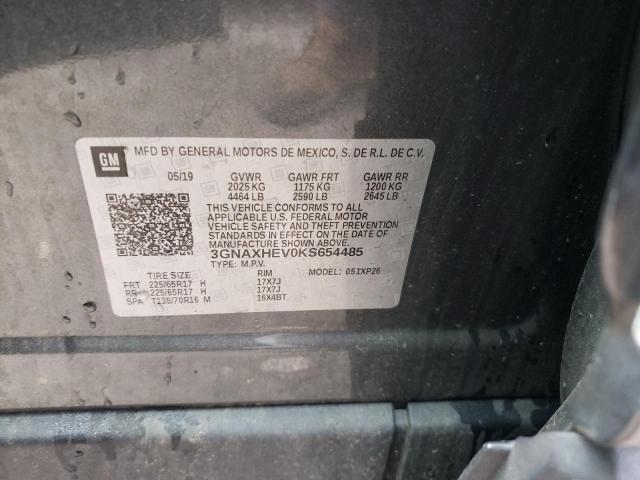 GM
MFD BY GENERAL MOTORS DE MEXICO, S. DE R.L. DE C.V.
05/19 GVWR GAWR FRT GAWR RR
2025 KG 1175 KG 1200 KG
4464 LB 2590 LB 2645 LB
THIS VEHICLE CONFORMS TO ALL
APPLICABLE U.S. FEDERAL MOTOR
VEHICLE SAFETY AND THEFT PREVENTION
STANDARDS IN EFFECT ON THE DATE OF
MANUFACTURE SHOWN ABOVE.
3GNAXHEV0KS654485
TYPE: M.P.V.
TIRE SIZE RIM MODEL: 051XP26
FRT 225/65R17 H 17X7J
RR 225/65R17 H 17X7J
SPA T135/70R16 M 16X4BT